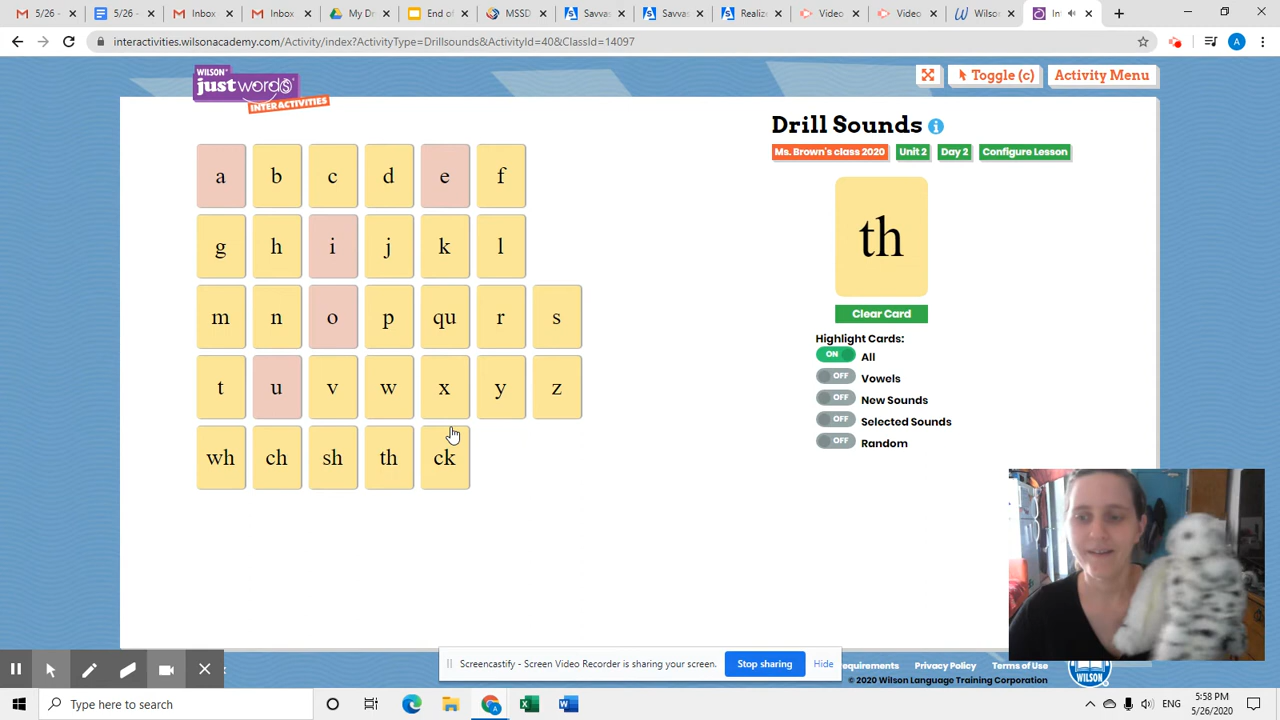 5/26 -
5/26 -
Inbox
Inbox
My Dr
End of
MSSD
Savvas
Savvas
Realiz
Video
Video
Wilson
In
interactivities.wilsonacademy.com/Activity/index?ActivityType=Drillsounds&ActivityId=40&ClassId=14097
A
WILSON
just words
INTERACTIVITIES
Toggle (c)
Activity Menu
Drill Sounds
Ms. Brown's class 2020 Unit 2 Day 2 Configure Lesson
a b c d e f
g h i j k l
m n o p qu r s
t u v w x y z
wh ch sh th ck
th
Clear Card
Highlight Cards:
ON All
OFF Vowels
OFF New Sounds
OFF Selected Sounds
OFF Random
Screencastify - Screen Video Recorder is sharing your screen.
Stop sharing
Hide
equirements Privacy Policy Terms of Use
© 2020 Wilson Language Training Corporation
WILSON
Type here to search
ENG
5:58 PM
5/26/2020